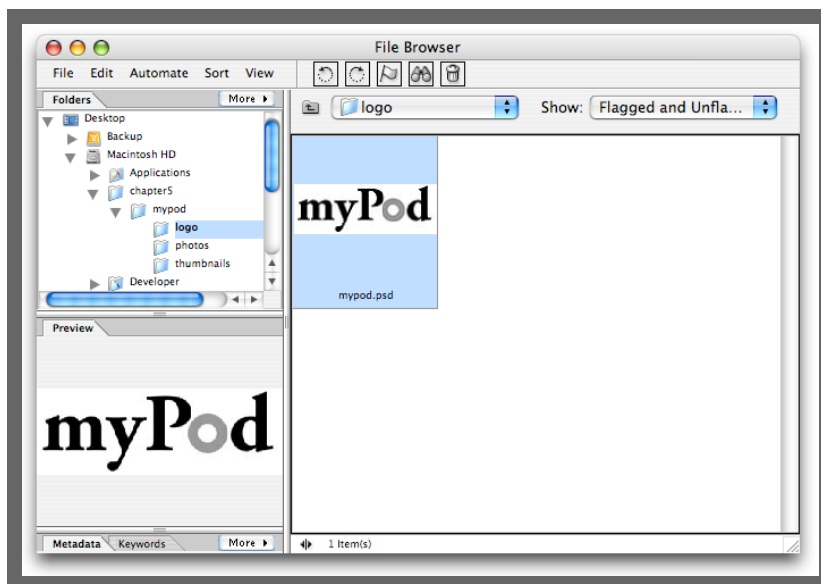 File Browser
File Edit Automate Sort View
Folders More
logo Show: Flagged and Unfla...
Desktop
Backup
Macintosh HD
Applications
chapter5
mypod
logo
photos
thumbnails
Developer
myPod
mypod.psd
Preview
myPod
Metadata Keywords More
1 Item(s)